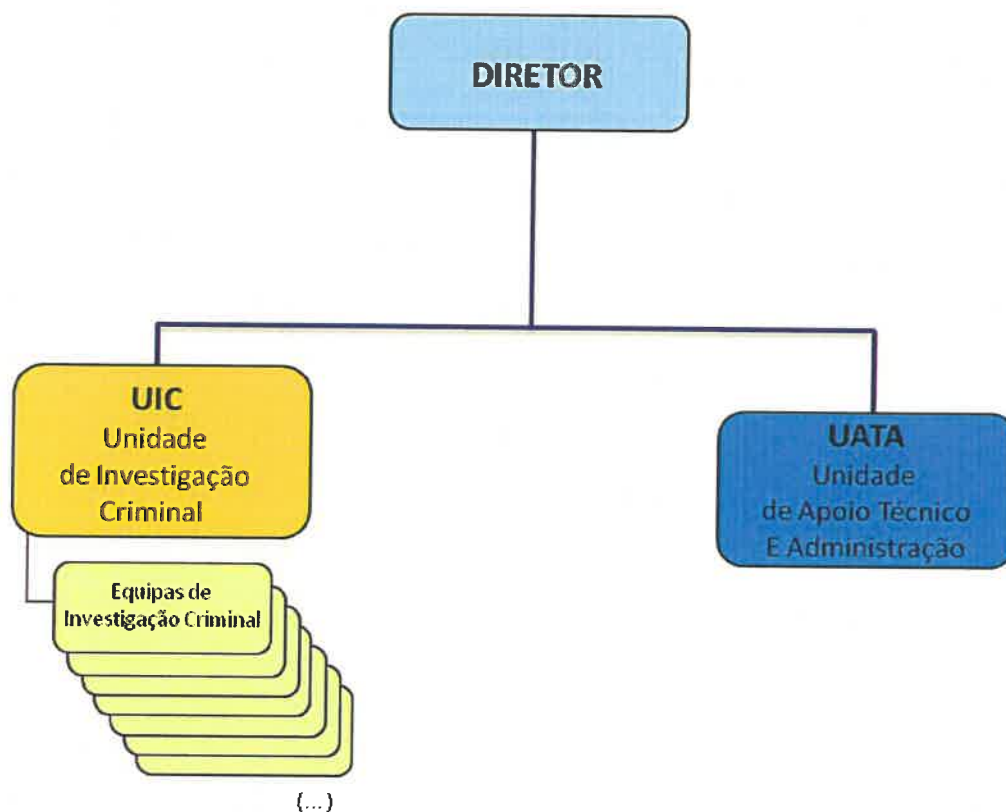 DIRETOR
UIC
Unidade
de Investigação
Criminal
UATA
Unidade
de Apoio Técnico
E Administração
Equipas de
Investigação Criminal
(...)